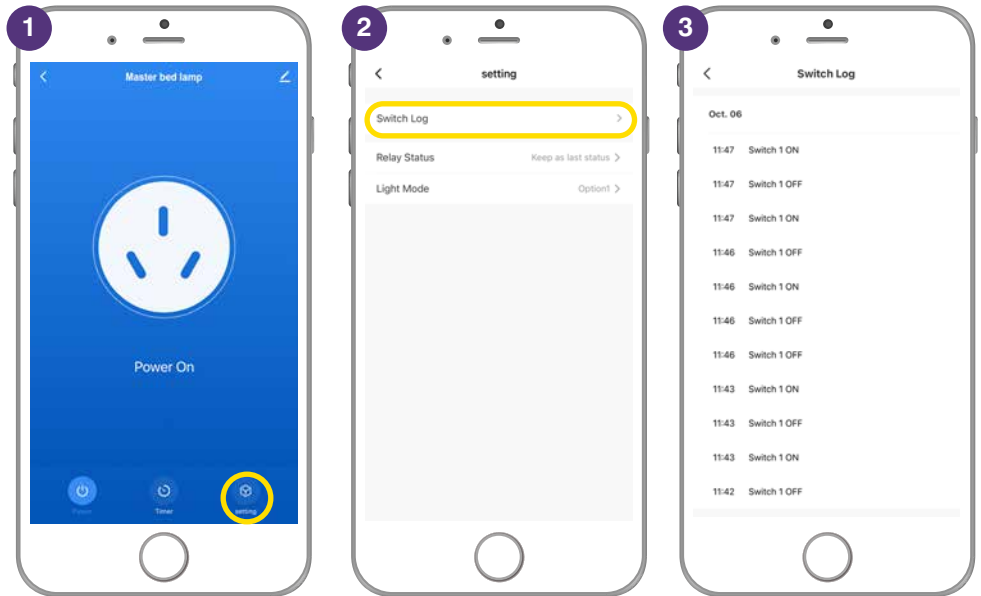 1
Master bed lamp
Power On
Power
Timer
setting
2
setting
Switch Log
Relay Status Keep as last status
Light Mode Option1
3
Switch Log
Oct. 06
11:47 Switch 1 ON
11:47 Switch 1 OFF
11:47 Switch 1 ON
11:46 Switch 1 OFF
11:46 Switch 1 ON
11:46 Switch 1 OFF
11:46 Switch 1 OFF
11:43 Switch 1 ON
11:43 Switch 1 OFF
11:43 Switch 1 ON
11:42 Switch 1 OFF